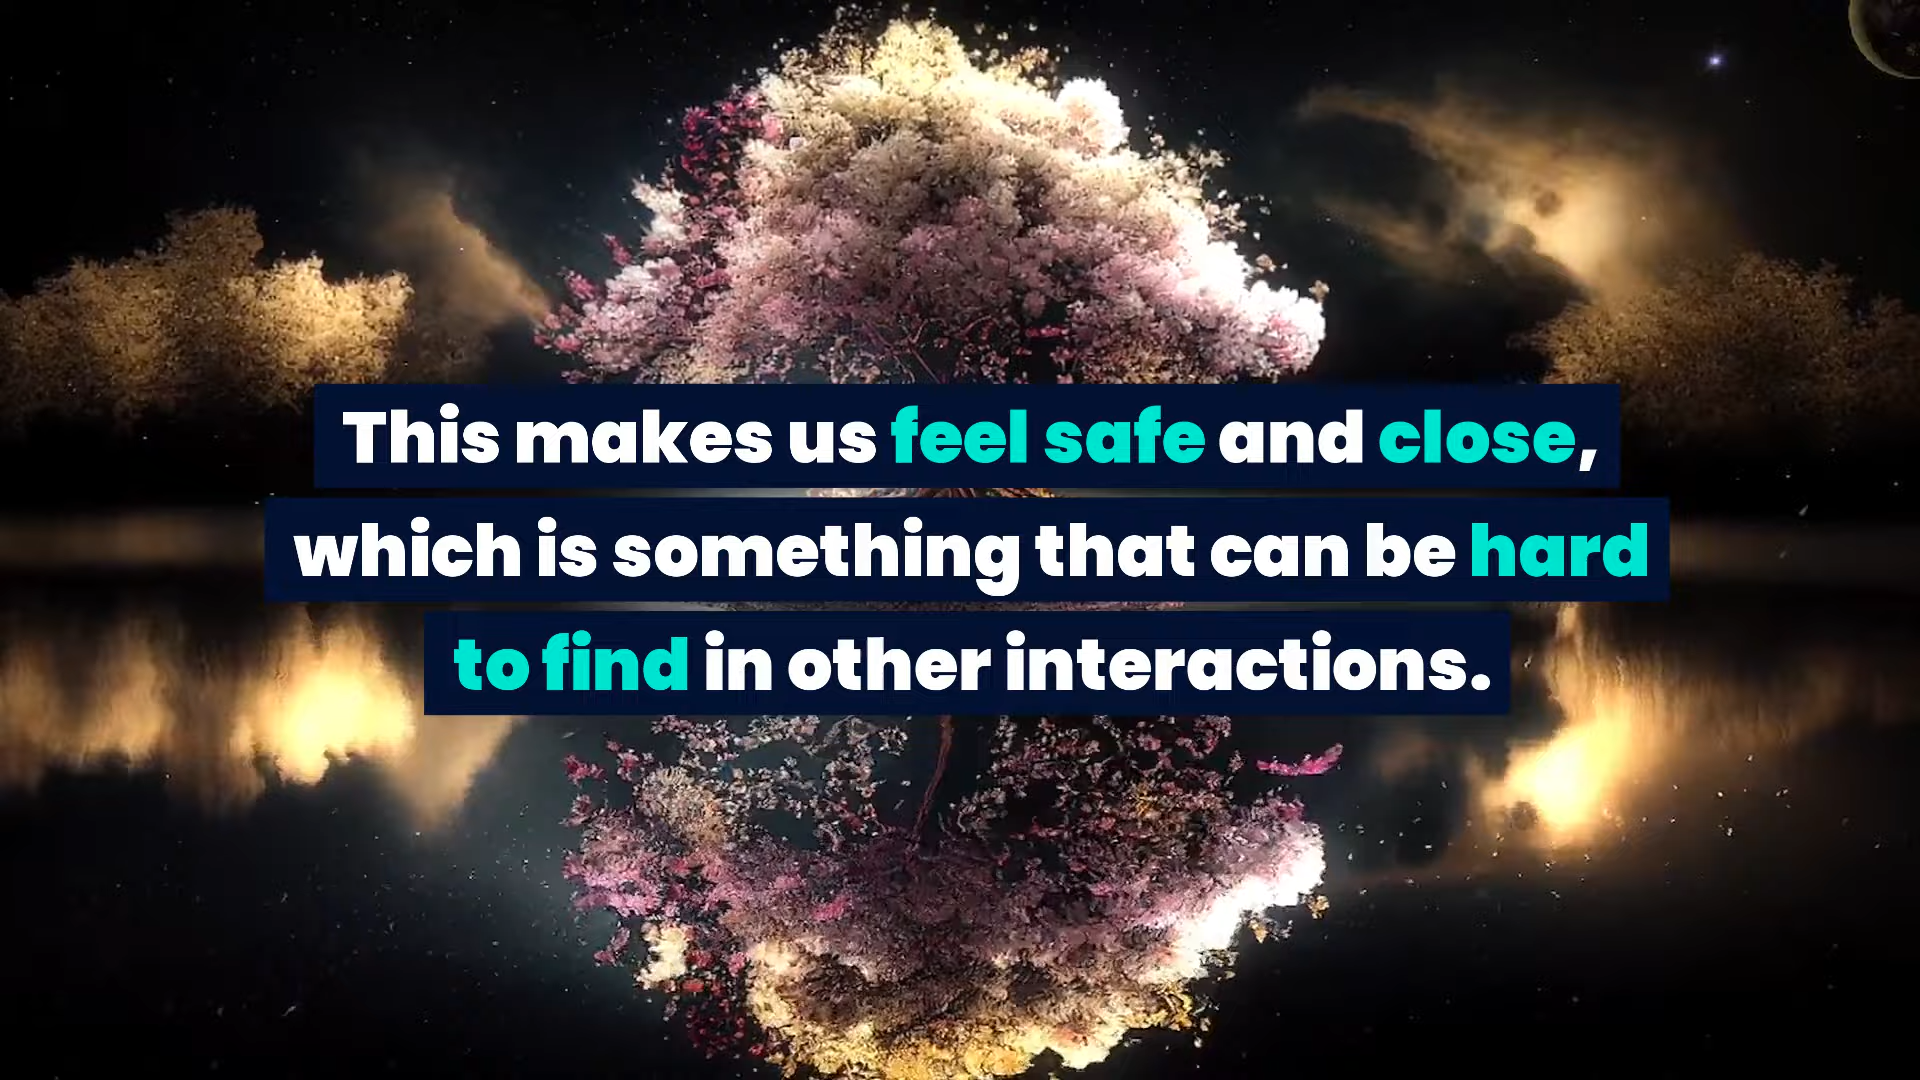 This makes us feel safe and close,
which is something that can be hard
to find in other interactions.